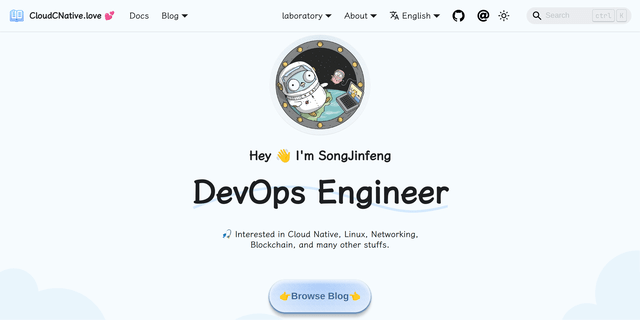 CloudCNative.love 💕 Docs Blog laboratory About English Search ctrl K
Hey 👋 I'm SongJinfeng
DevOps Engineer
🎣 Interested in Cloud Native, Linux, Networking,
Blockchain, and many other stuffs.
👉Browse Blog👈